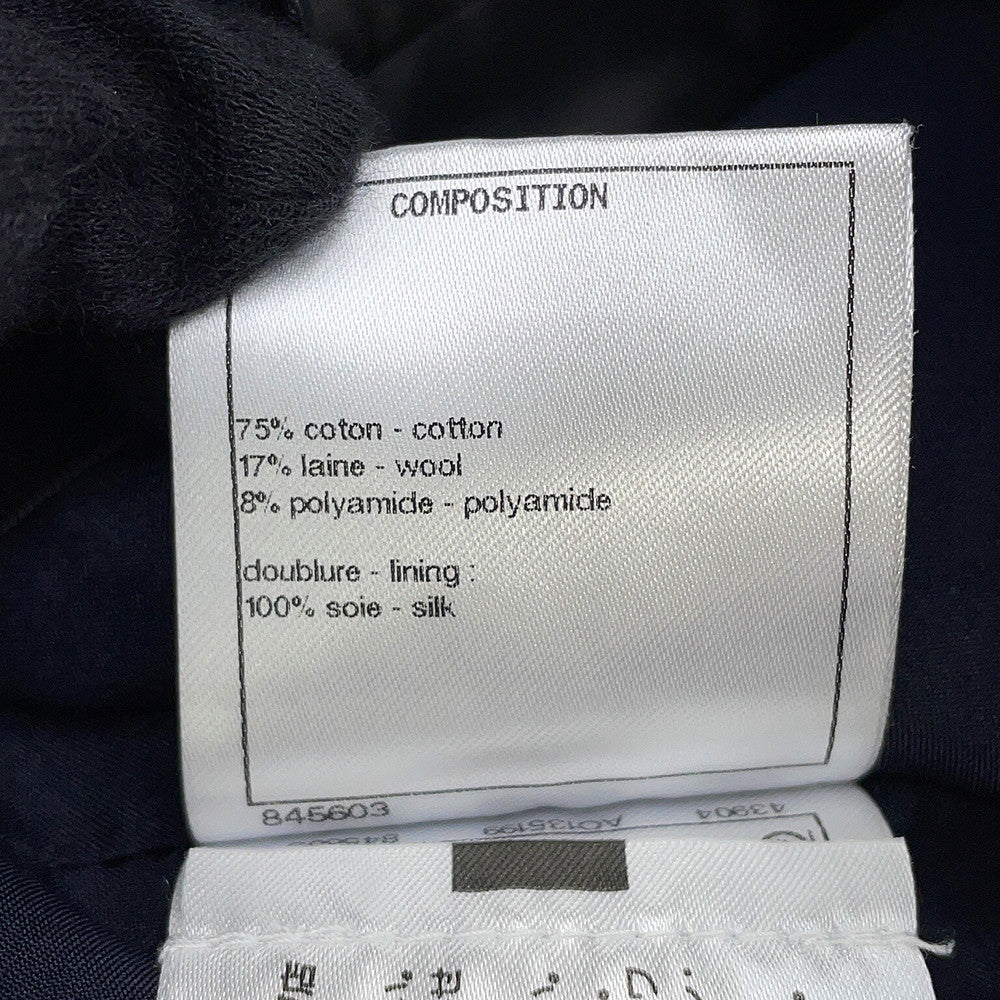 COMPOSITION
75% coton - cotton
17% laine - wool
8% polyamide - polyamide
doublure - lining :
100% soie - silk
845603